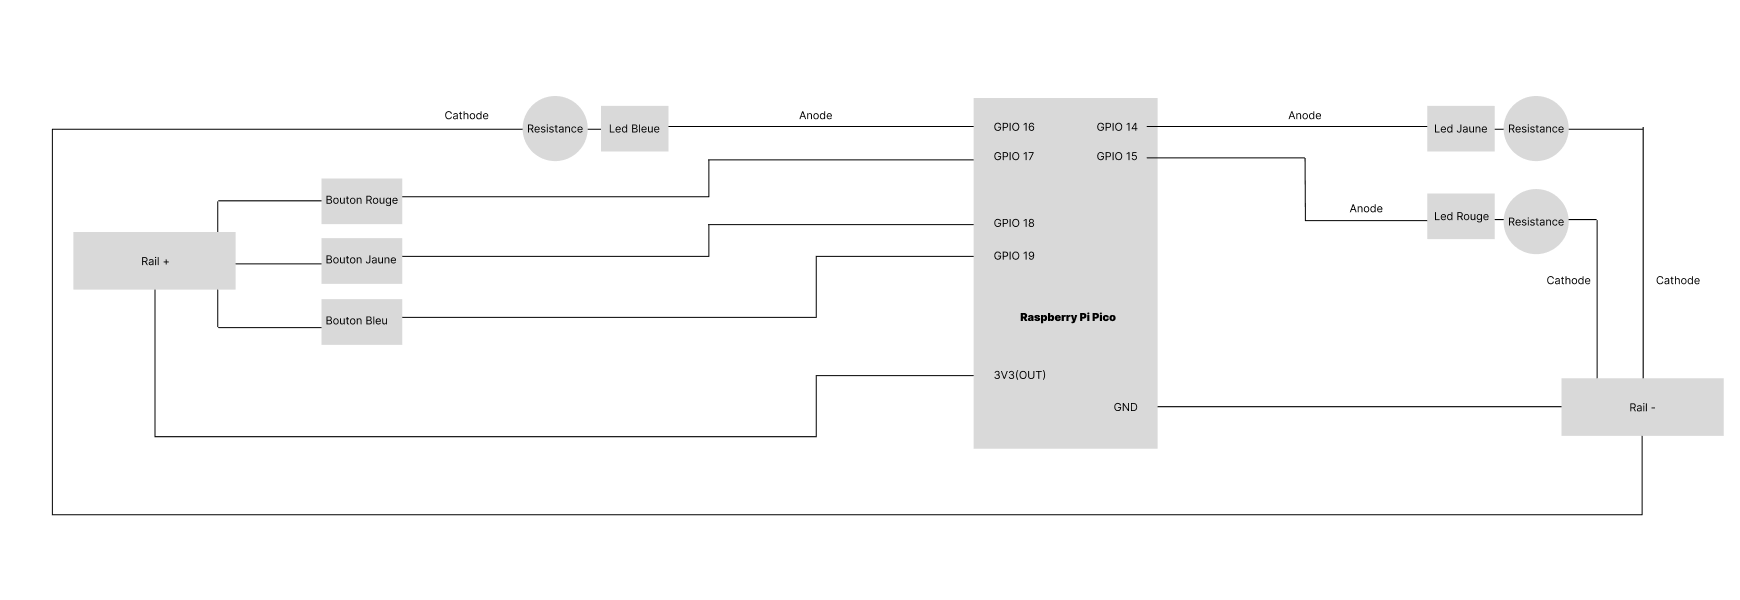 Cathode
Anode
Anode
Resistance
Led Bleue
GPIO 16
GPIO 14
Led Jaune
Resistance
GPIO 17
GPIO 15
Bouton Rouge
Anode
Led Rouge
Resistance
GPIO 18
Rail +
Bouton Jaune
GPIO 19
Cathode
Cathode
Bouton Bleu
Raspberry Pi Pico
3V3(OUT)
GND
Rail -